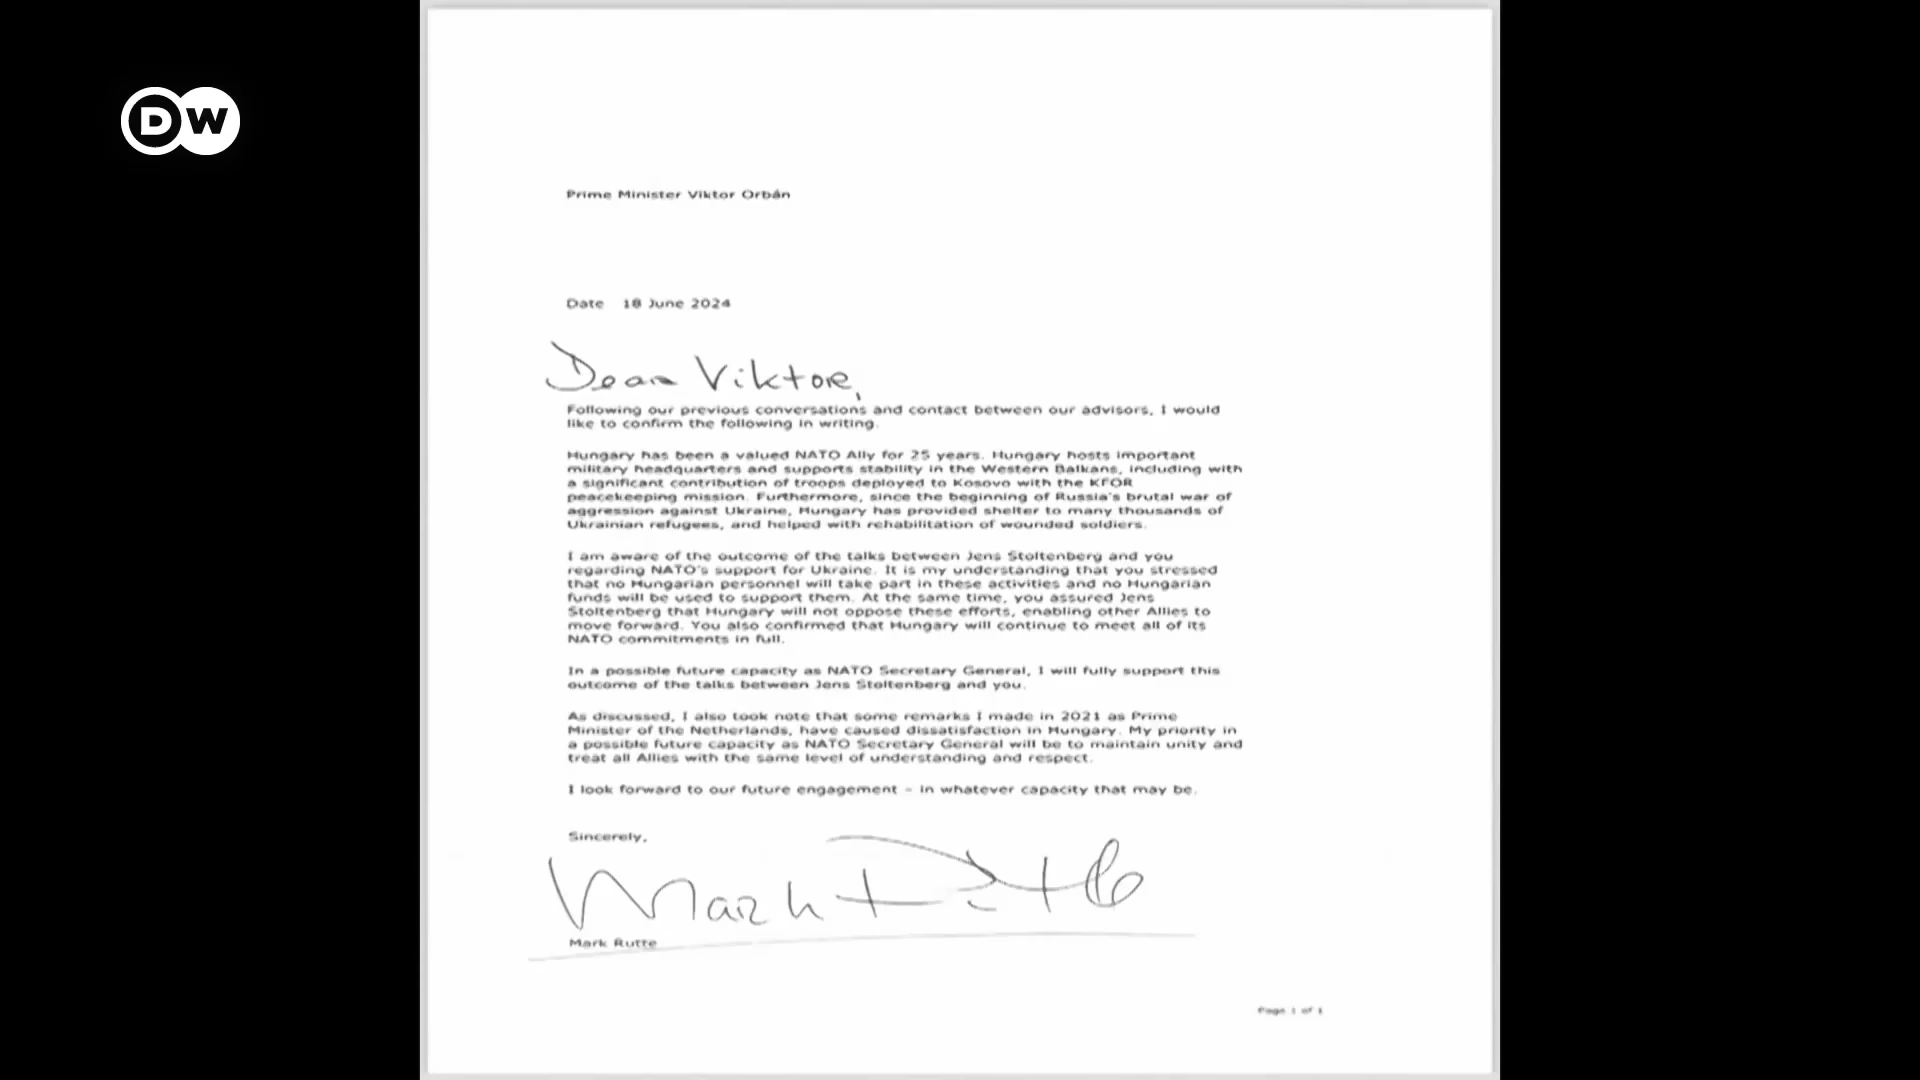 DW
Prime Minister Viktor Orbán
Date 18 June 2024
Dear Viktor,
Following our previous conversations and contact between our advisors, I would
like to confirm the following in writing.
Hungary has been a valued NATO Ally for 25 years. Hungary hosts important
military headquarters and supports stability in the Western Balkans, including with
a significant contribution of troops deployed to Kosovo with the KFOR
peacekeeping mission. Furthermore, since the beginning of Russia's brutal war of
aggression against Ukraine, Hungary has provided shelter to many thousands of
Ukrainian refugees, and helped with rehabilitation of wounded soldiers.
I am aware of the outcome of the talks between Jens Stoltenberg and you
regarding NATO's support for Ukraine. It is my understanding that you stressed
that no Hungarian personnel will take part in these activities and no Hungarian
funds will be used to support them. At the same time, you assured Jens
Stoltenberg that Hungary will not oppose these efforts, enabling other Allies to
move forward. You also confirmed that Hungary will continue to meet all of its
NATO commitments in full.
In a possible future capacity as NATO Secretary General, I will fully support this
outcome of the talks between Jens Stoltenberg and you.
As discussed, I also took note that some remarks I made in 2021 as Prime
Minister of the Netherlands, have caused dissatisfaction in Hungary. My priority in
a possible future capacity as NATO Secretary General will be to maintain unity and
treat all Allies with the same level of understanding and respect.
I look forward to our future engagement – in whatever capacity that may be.
Sincerely,
Mark Rutte
Mark Rutte
Page 1 of 1